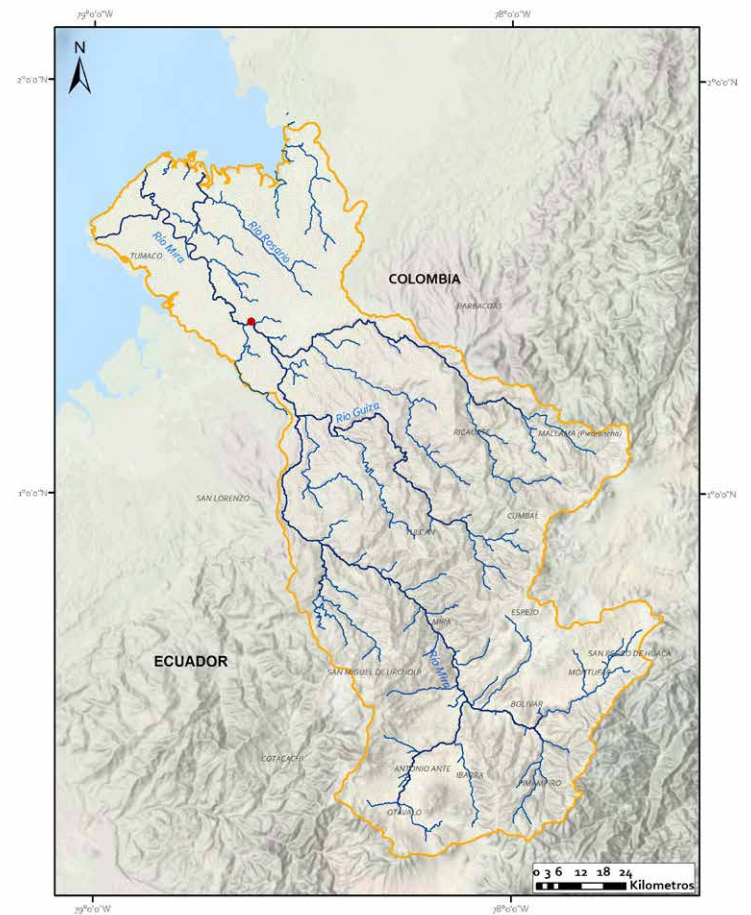 79°0'0"W
78°0'0"W
N
2°0'0"N
2°0'0"N
Río Rosario
Río Mira
TUMACO
COLOMBIA
BARBACOAS
Río Guiza
RICAURTE
MALLAMA (Piedrancha)
1°0'0"N
1°0'0"N
SAN LORENZO
CUMBAL
TULCÁN
ESPEJO
MIRA
SAN PEDRO DE HUACA
ECUADOR
Río Mira
SAN MIGUEL DE URCUQUÍ
MONTUFAR
BOLIVAR
COTACACHI
ANTONIO ANTE
IBARRA
PIMAMPIRO
OTAVALO
0 3 6 12 18 24
Kilometros
79°0'0"W
78°0'0"W